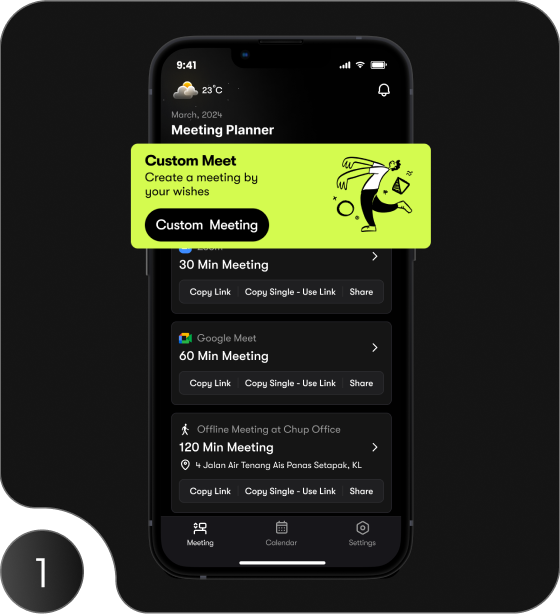 9:41
23°C
March, 2024
Meeting Planner
Custom Meet
Create a meeting by
your wishes
Custom Meeting
Zoom
30 Min Meeting
Copy Link Copy Single - Use Link Share
Google Meet
60 Min Meeting
Copy Link Copy Single - Use Link Share
Offline Meeting at Chup Office
120 Min Meeting
4 Jalan Air Tenang Ais Panas Setapak, KL
Copy Link Copy Single - Use Link Share
Meeting Calendar Settings
1